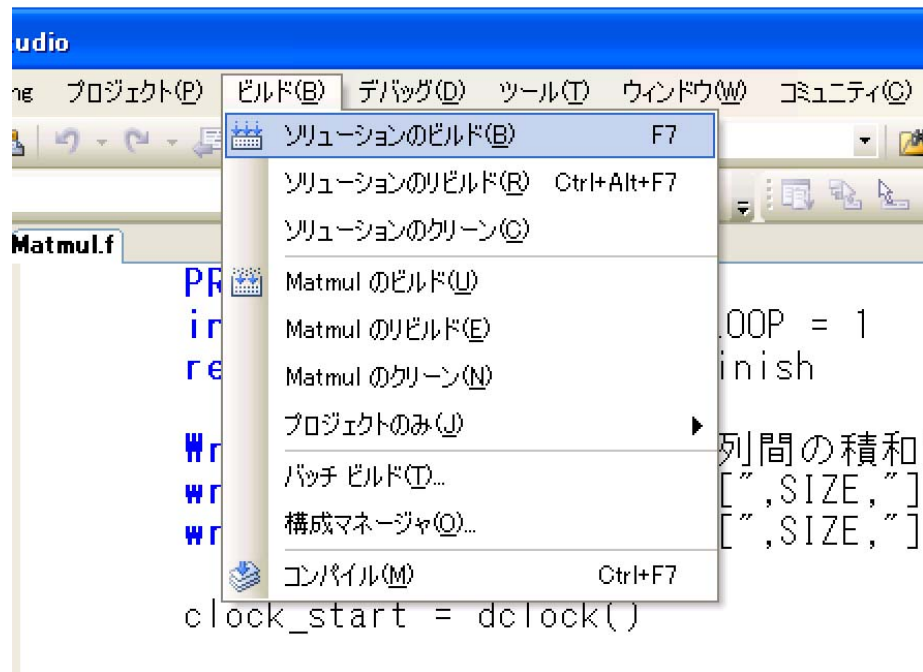 udio
ng プロジェクト(P) ビルド(B) デバッグ(D) ツール(T) ウィンドウ(W) コミュニティ(C)
ソリューションのビルド(B) F7
ソリューションのリビルド(R) Ctrl+Alt+F7
ソリューションのクリーン(C)
Matmul.f
PR
Matmul のビルド(U)
in
Matmul のリビルド(E)
LOOP = 1
re
Matmul のクリーン(N)
inish
プロジェクトのみ(J)
Wr
列間の積和
バッチ ビルド(T)...
wr
[",SIZE,"]
構成マネージャ(O)...
wr
[",SIZE,"]
コンパイル(M) Ctrl+F7
clock_start = dclock()